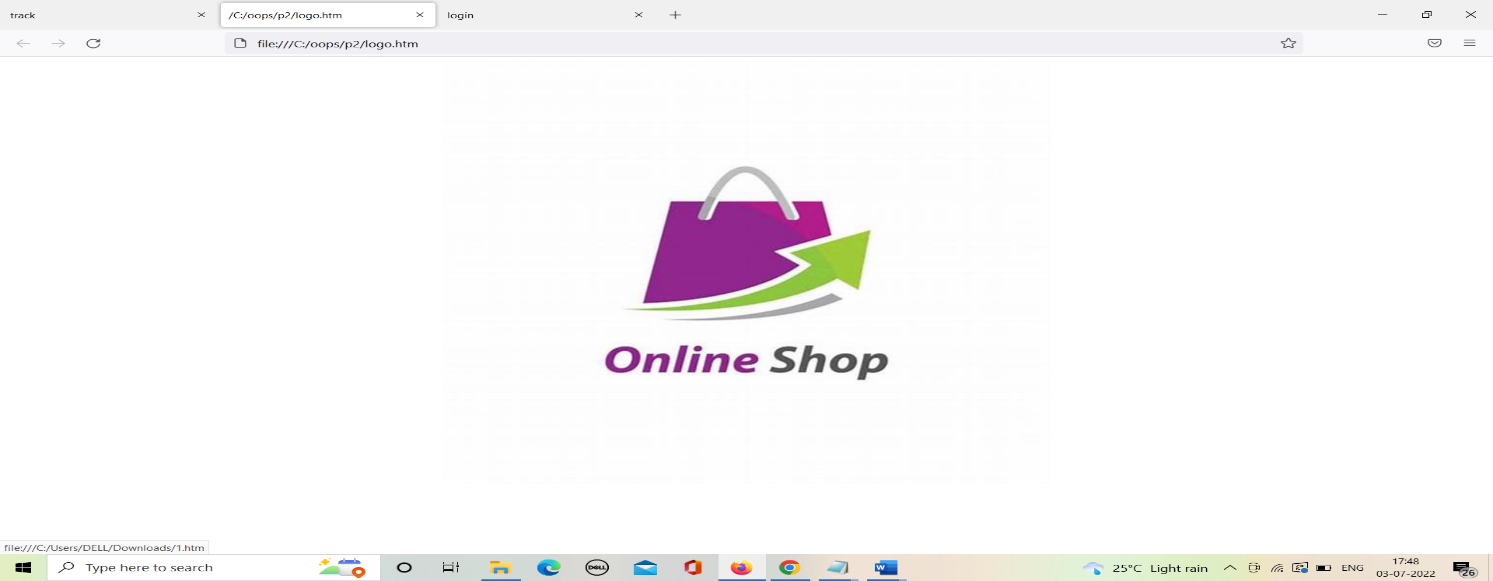 track
/C:/oops/p2/logo.htm
login
file:///C:/oops/p2/logo.htm
Online Shop
file:///C:/Users/DELL/Downloads/1.htm
Type here to search
DELL
25°C Light rain
ENG
17:48
03-07-2022
26